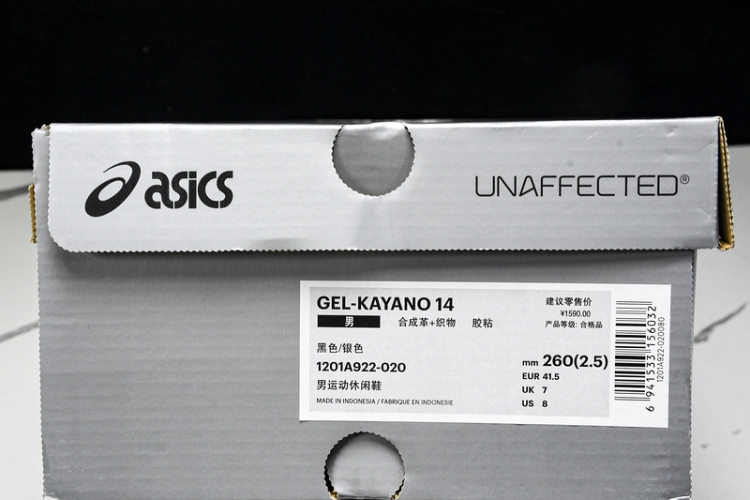 asics
UNAFFECTED®
GEL-KAYANO 14
男 合成革+织物 胶粘
黑色/银色
1201A922-020
男运动休闲鞋
MADE IN INDONESIA / FABRIQUE EN INDONESIE
建议零售价
¥1590.00
产品等级: 合格品
mm 260(2.5)
EUR 41.5
UK 7
US 8
6 941533 156032
1201A922-020080